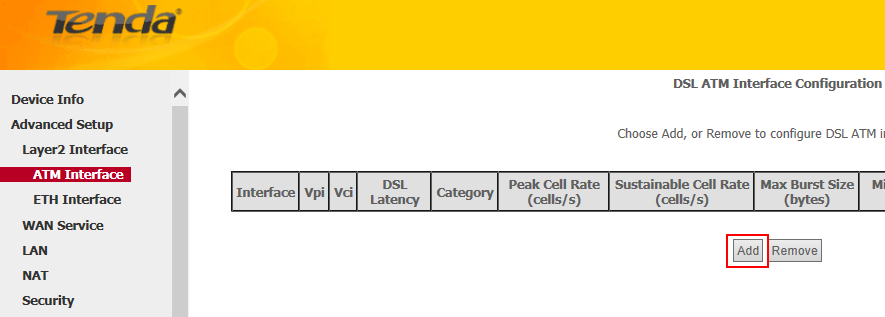 Tenda®
Device Info
Advanced Setup
Layer2 Interface
ATM Interface
ETH Interface
WAN Service
LAN
NAT
Security
DSL ATM Interface Configuration
Choose Add, or Remove to configure DSL ATM i
Interface Vpi Vci DSL Latency Category Peak Cell Rate (cells/s) Sustainable Cell Rate (cells/s) Max Burst Size (bytes) Mi
Add Remove